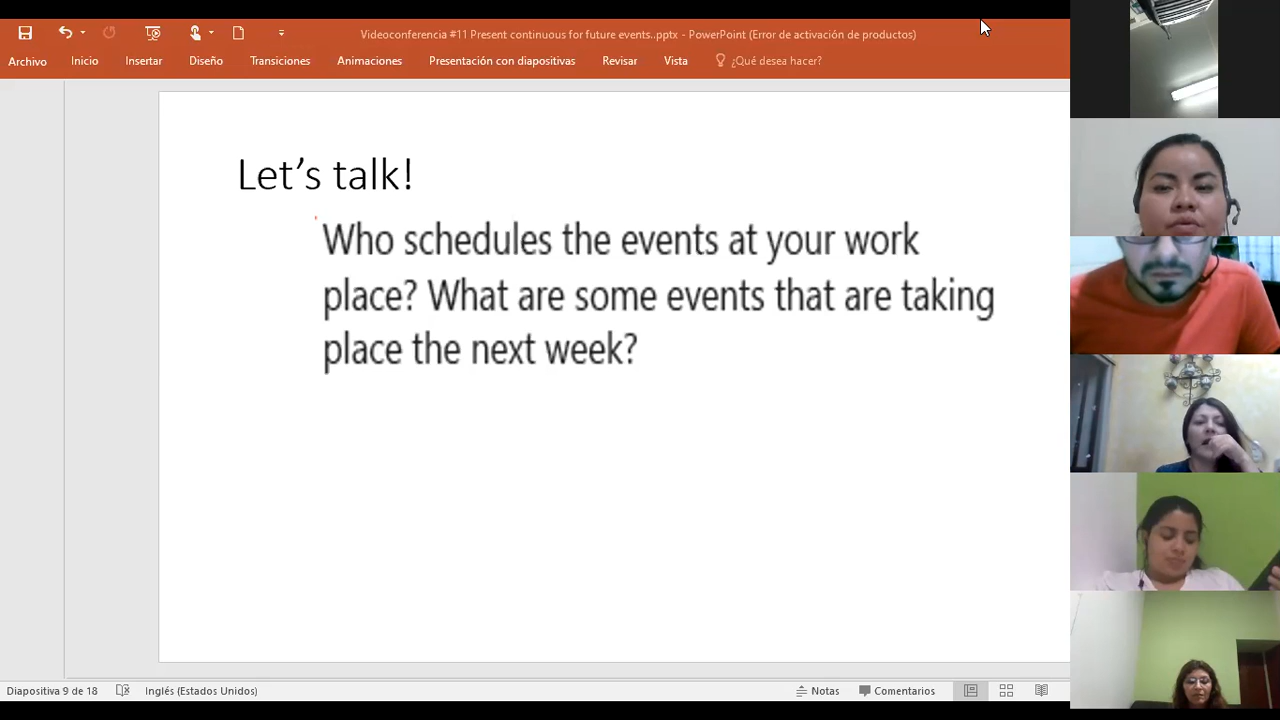 Videoconferencia #11 Present continuous for future events..pptx - PowerPoint (Error de activación de productos)
Archivo Inicio Insertar Diseño Transiciones Animaciones Presentación con diapositivas Revisar Vista ¿Qué desea hacer?
Let's talk!
Who schedules the events at your work
place? What are some events that are taking
place the next week?
Diapositiva 9 de 18 Inglés (Estados Unidos) Notas Comentarios